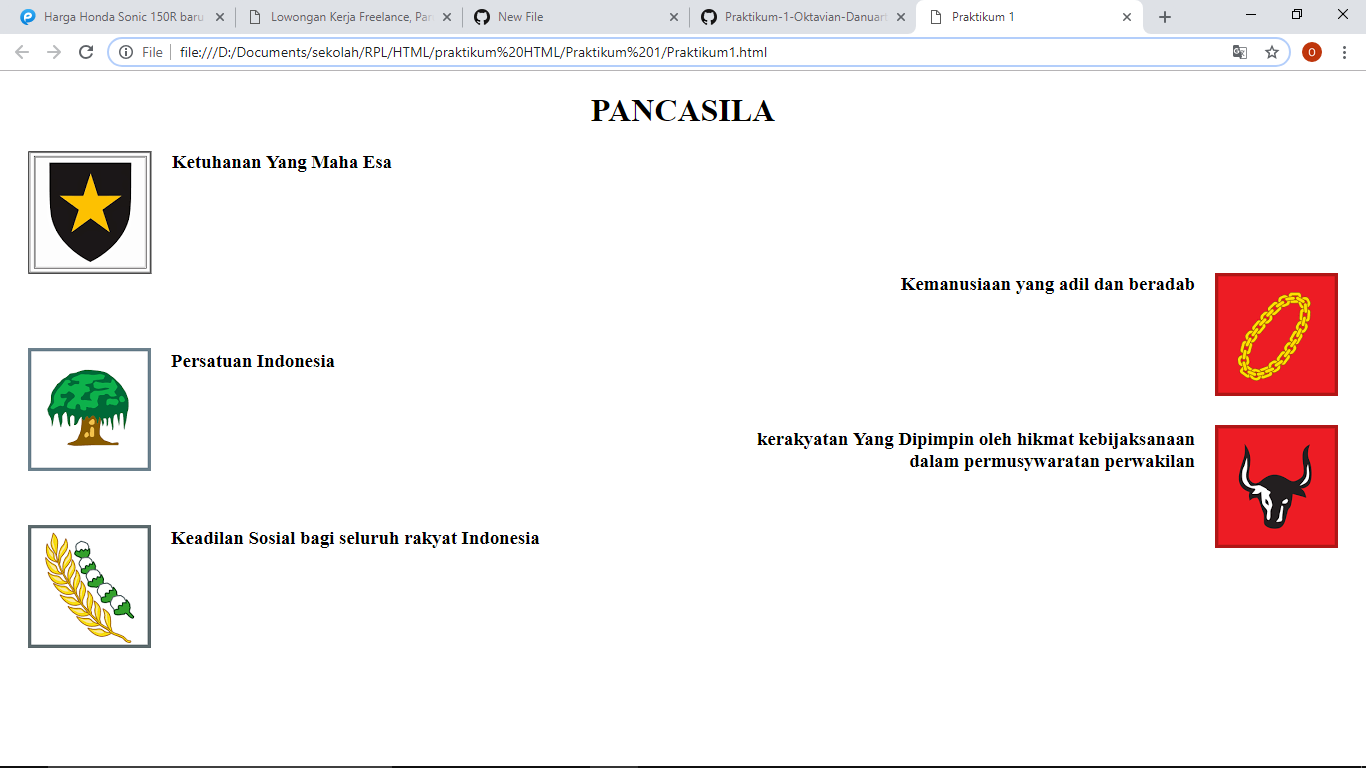 Harga Honda Sonic 150R baru
Lowongan Kerja Freelance, Par
New File
Praktikum-1-Oktavian-Danuart
Praktikum 1
File
file:///D:/Documents/sekolah/RPL/HTML/praktikum%20HTML/Praktikum%201/Praktikum1.html
O
PANCASILA
Ketuhanan Yang Maha Esa
Kemanusiaan yang adil dan beradab
Persatuan Indonesia
kerakyatan Yang Dipimpin oleh hikmat kebijaksanaan
dalam permusywaratan perwakilan
Keadilan Sosial bagi seluruh rakyat Indonesia